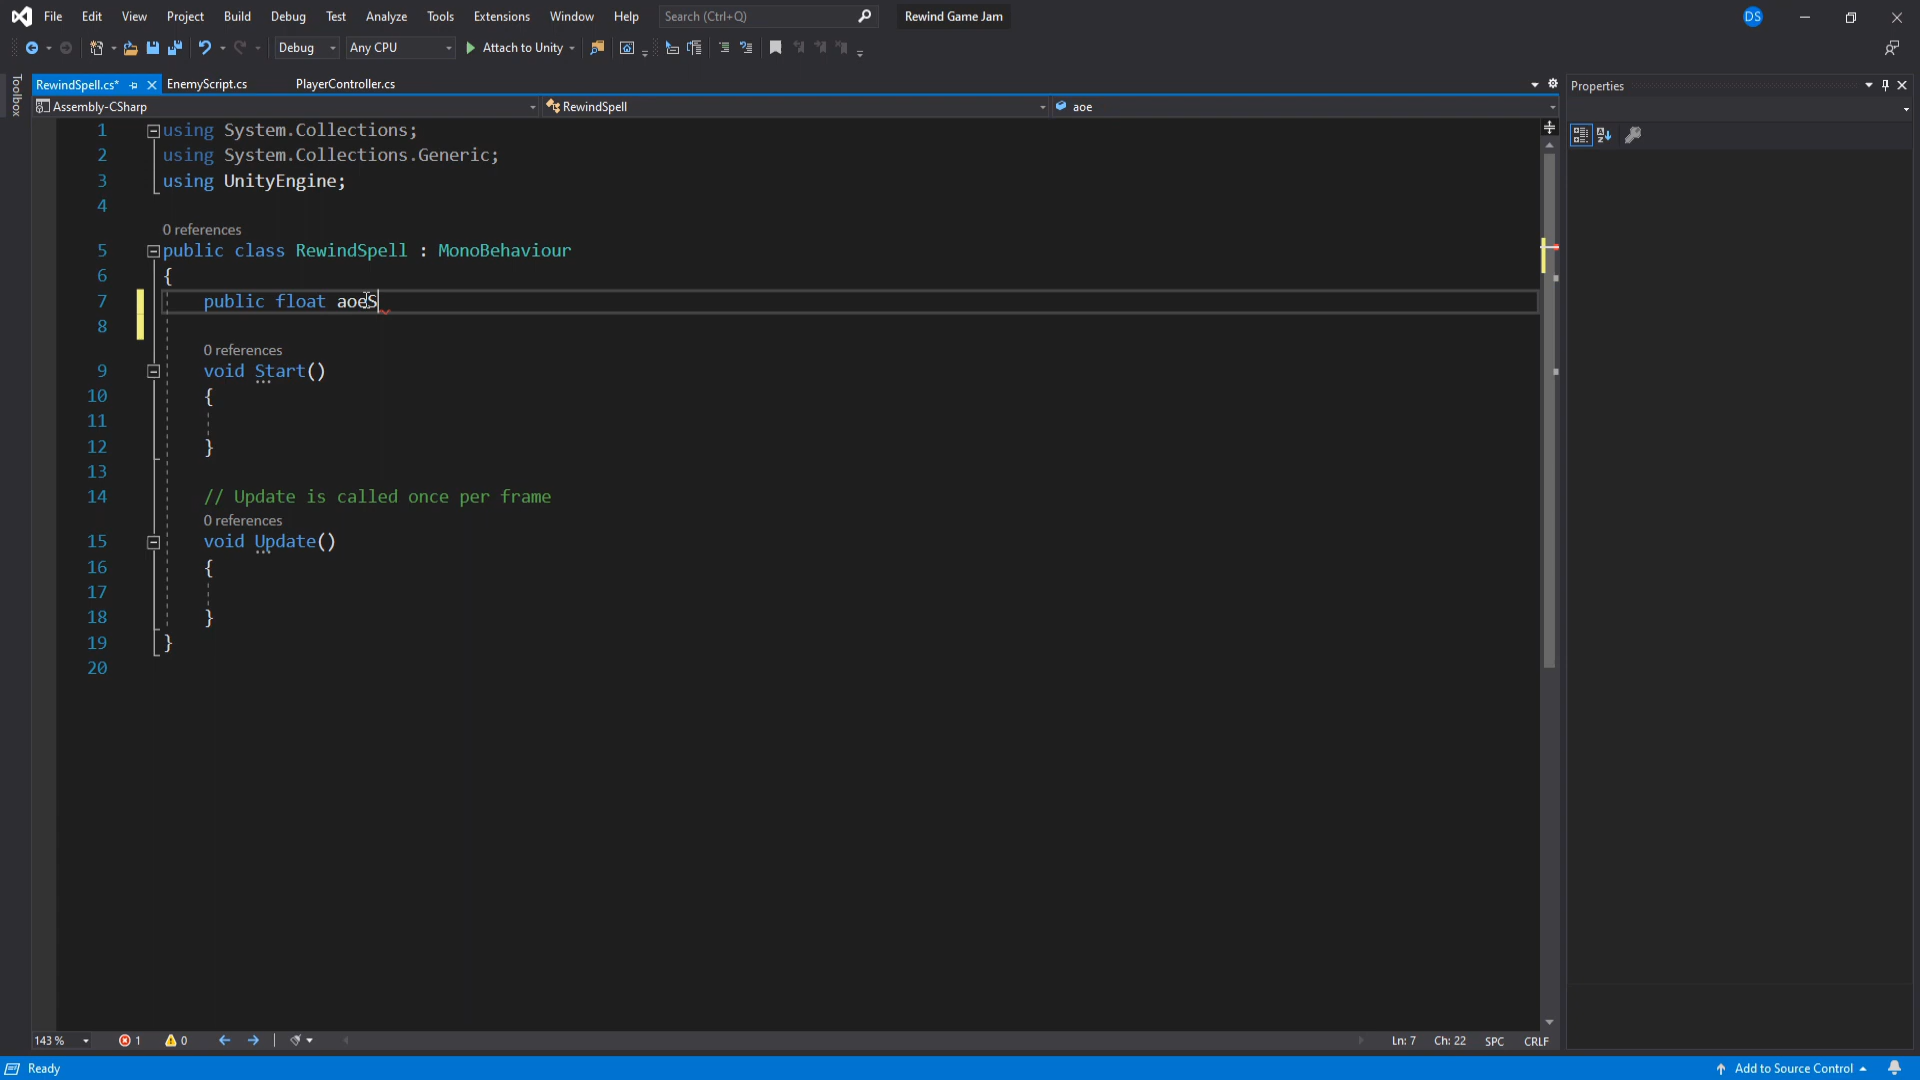 File Edit View Project Build Debug Test Analyze Tools Extensions Window Help Search (Ctrl+Q) Rewind Game Jam DS
Debug Any CPU Attach to Unity
Toolbox
RewindSpell.cs* EnemyScript.cs PlayerController.cs
Properties
Assembly-CSharp RewindSpell aoe
1 using System.Collections;
2 using System.Collections.Generic;
3 using UnityEngine;
4
0 references
5 public class RewindSpell : MonoBehaviour
6 {
7 public float aoeS
8
0 references
9 void Start()
10 {
11
12 }
13
14 // Update is called once per frame
0 references
15 void Update()
16 {
17
18 }
19 }
20
143 % 1 0 Ln: 7 Ch: 22 SPC CRLF
Ready Add to Source Control